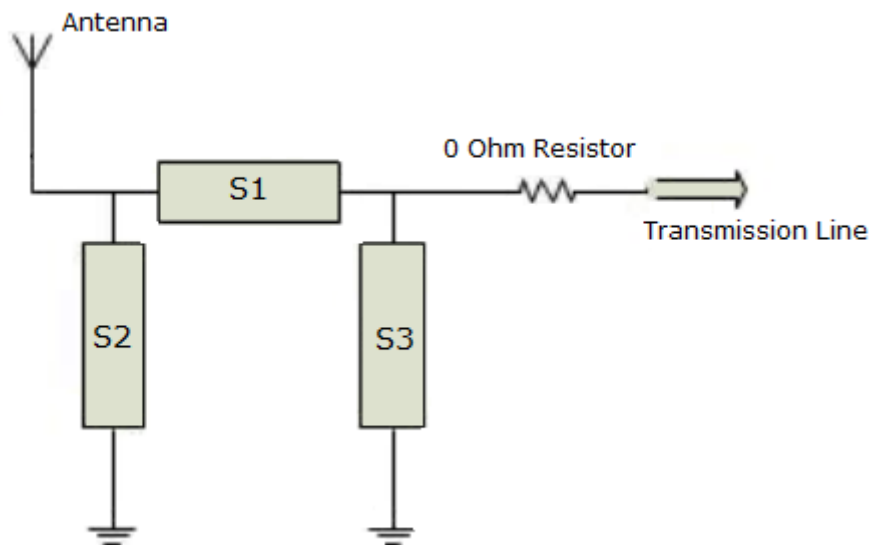 Antenna
0 Ohm Resistor
S1
Transmission Line
S2
S3